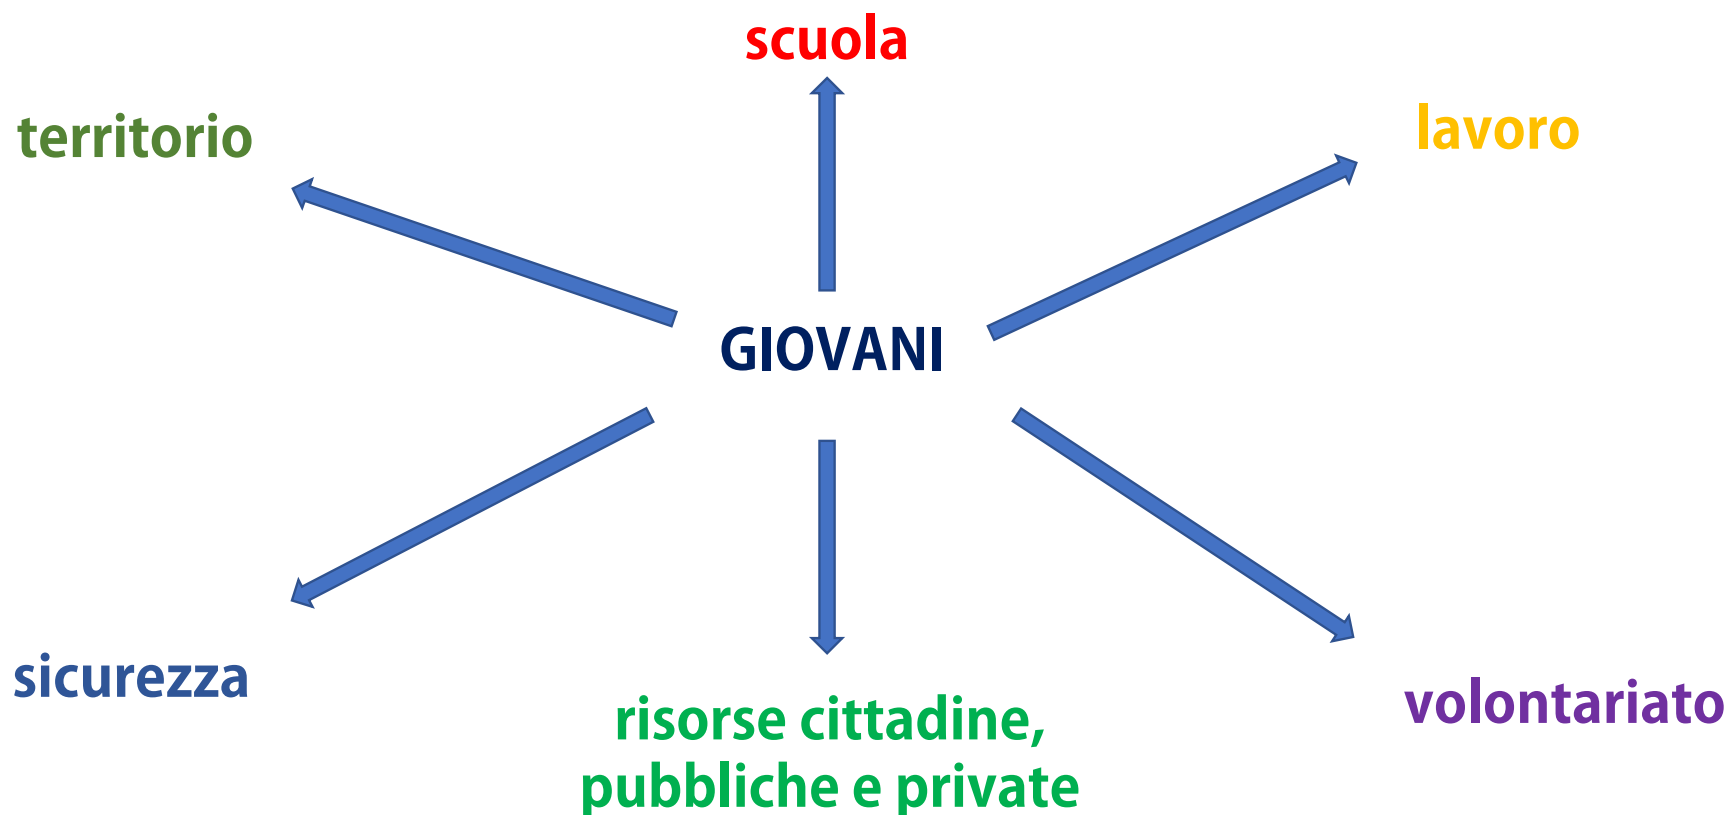 scuola
territorio
lavoro
GIOVANI
sicurezza
risorse cittadine,
pubbliche e private
volontariato